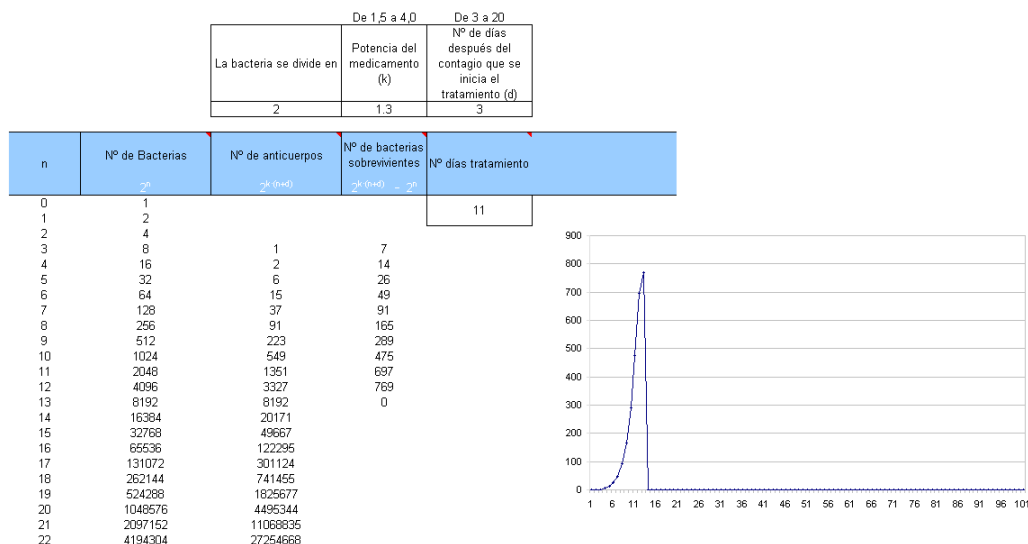 De 1,5 a 4,0 De 3 a 20
La bacteria se divide en
Potencia del
medicamento
(k)
Nº de días
después del
contagio que se
inicia el
tratamiento (d)
2 1.3 3
n
Nº de Bacterias
2ⁿ
Nº de anticuerpos
2^k·(n+d)
Nº de bacterias
sobrevivientes
2^k·(n+d) - 2ⁿ
Nº días tratamiento
11
0 1
1 2
2 4
3 8 1 7
4 16 2 14
5 32 6 26
6 64 15 49
7 128 37 91
8 256 91 165
9 512 223 289
10 1024 549 475
11 2048 1351 697
12 4096 3327 769
13 8192 8192 0
14 16384 20171
15 32768 49667
16 65536 122295
17 131072 301124
18 262144 741455
19 524288 1825677
20 1048576 4495344
21 2097152 11068835
22 4194304 27254668
900
800
700
600
500
400
300
200
100
0
1 6 11 16 21 26 31 36 41 46 51 56 61 66 71 76 81 86 91 96 101